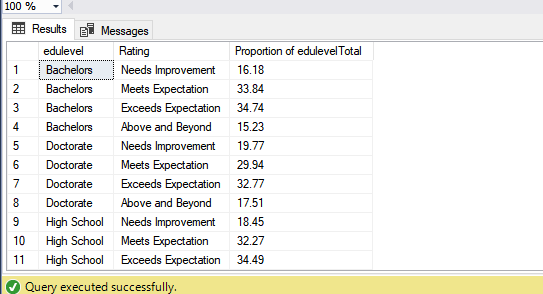 100 %
Results Messages
edulevel Rating Proportion of edulevelTotal
1 Bachelors Needs Improvement 16.18
2 Bachelors Meets Expectation 33.84
3 Bachelors Exceeds Expectation 34.74
4 Bachelors Above and Beyond 15.23
5 Doctorate Needs Improvement 19.77
6 Doctorate Meets Expectation 29.94
7 Doctorate Exceeds Expectation 32.77
8 Doctorate Above and Beyond 17.51
9 High School Needs Improvement 18.45
10 High School Meets Expectation 32.27
11 High School Exceeds Expectation 34.49
Query executed successfully.